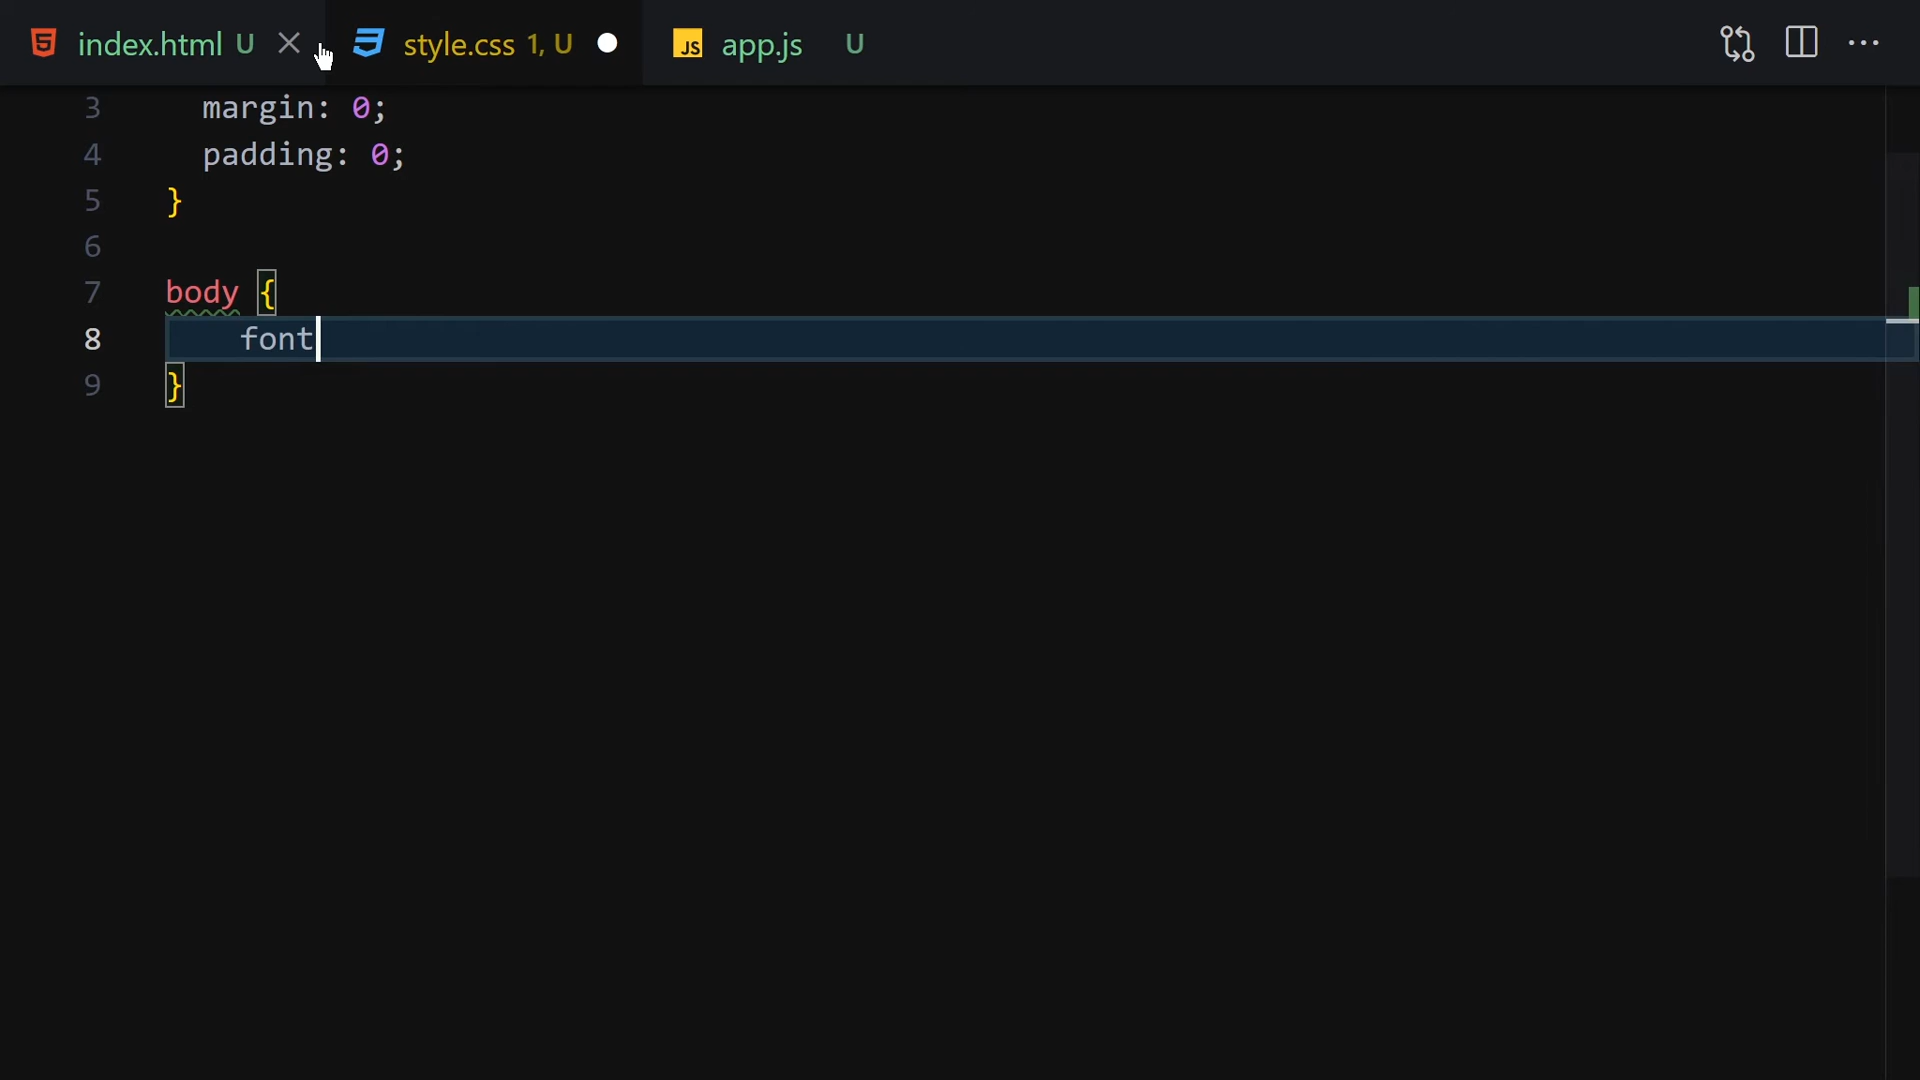 index.html U
style.css 1, U
JS app.js U
3 margin: 0;
4 padding: 0;
5 }
6
7 body {
8 font
9 }